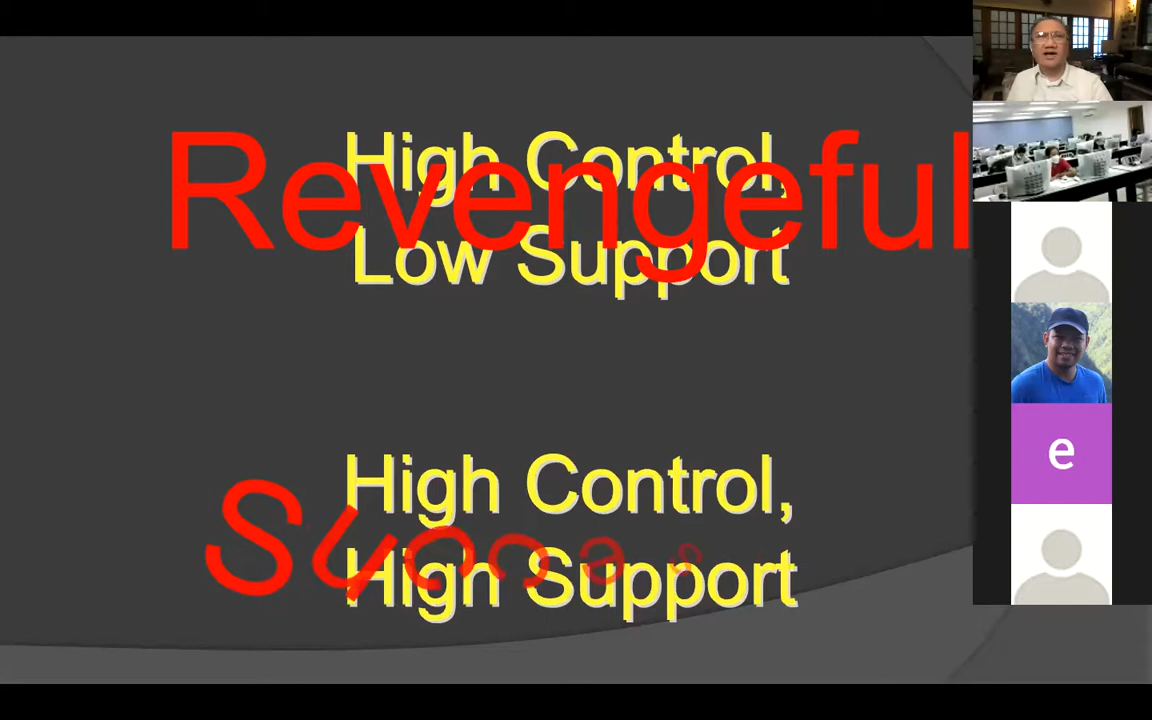 Revengeful
High Control,
Low Support
High Control,
High Support
e